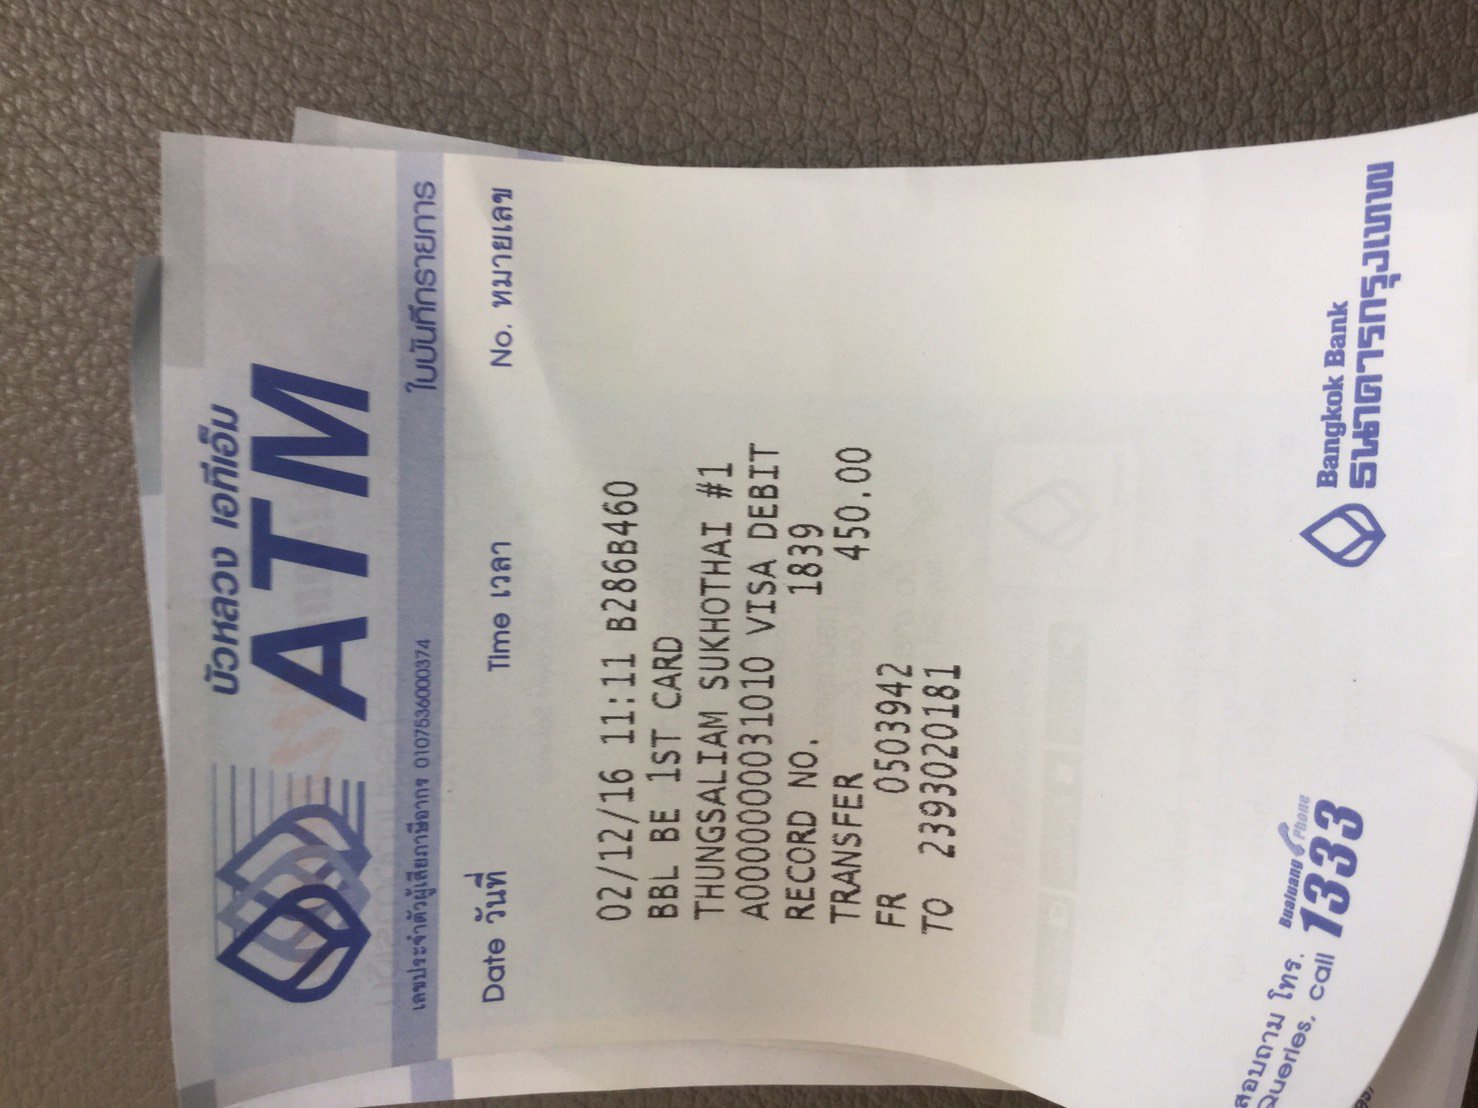 บัวหลวง เอทีเอ็ม
ATM
เลขประจำตัวผู้เสียภาษีอากร 0107536000374 ใบบันทึกรายการ
Date วันที่ Time เวลา No. หมายเลข
02/12/16 11:11 B286B460
BBL BE 1ST CARD
THUNGSALIAM SUKHOTHAI #1
A0000000031010 VISA DEBIT
RECORD NO. 1839
TRANSFER 450.00
FR 0503942
TO 2393020181
สอบถาม โทร. Bualuang Phone
Queries, call 1333
Bangkok Bank
ธนาคารกรุงเทพ